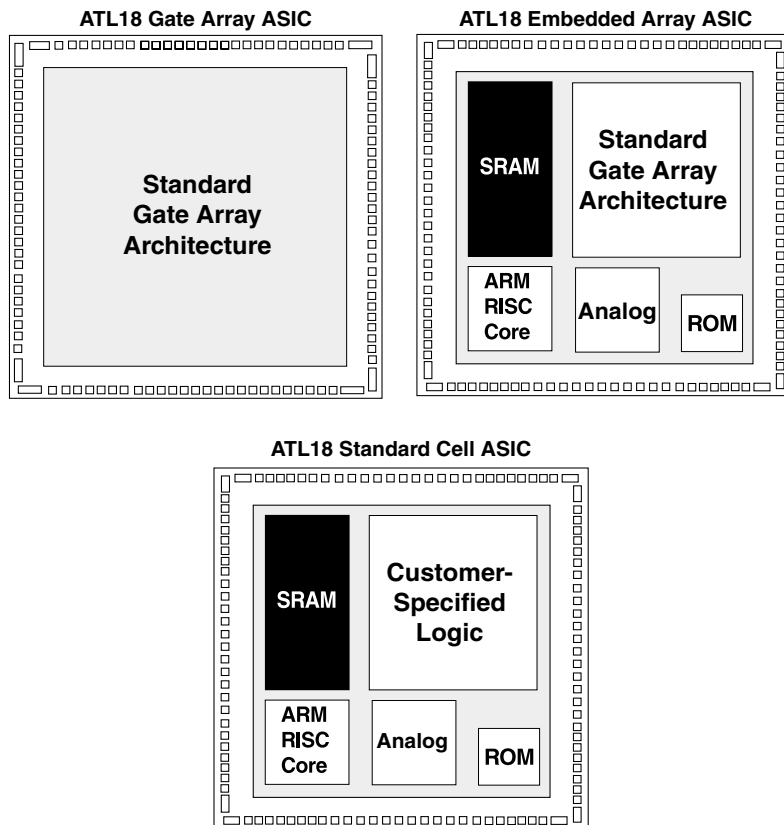 ATL18 Gate Array ASIC
Standard
Gate Array
Architecture
ATL18 Embedded Array ASIC
SRAM
Standard
Gate Array
Architecture
ARM
RISC
Core
Analog
ROM
ATL18 Standard Cell ASIC
SRAM
Customer-
Specified
Logic
ARM
RISC
Core
Analog
ROM